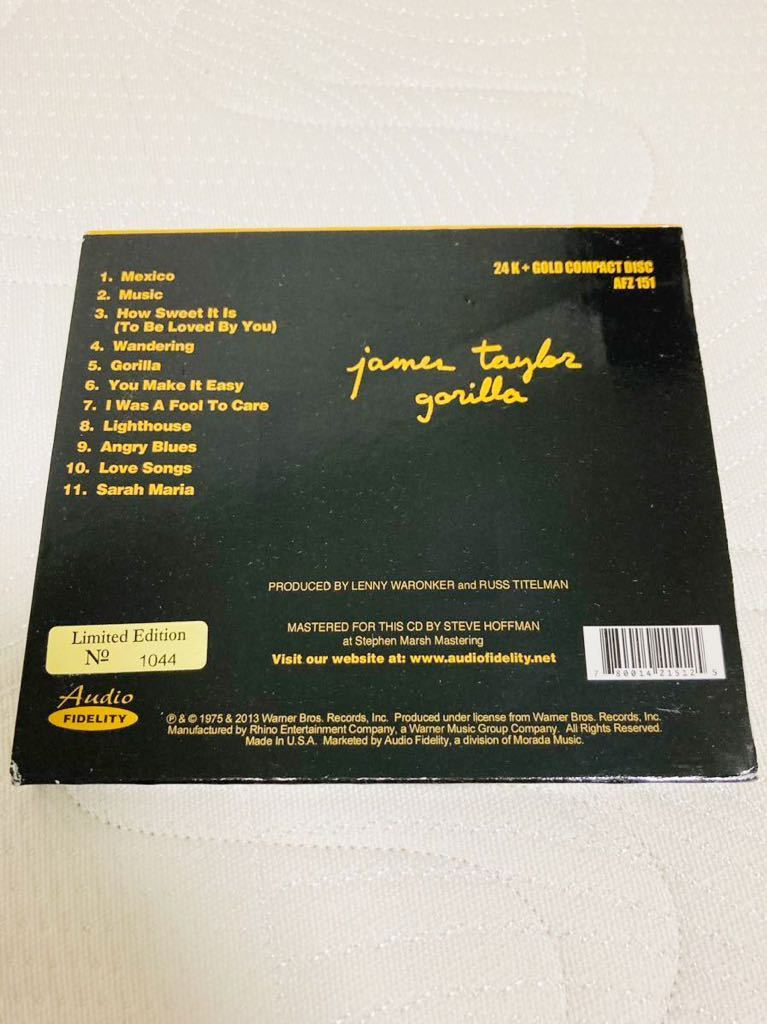 1. Mexico
2. Music
3. How Sweet It Is
(To Be Loved By You)
4. Wandering
5. Gorilla
6. You Make It Easy
7. I Was A Fool To Care
8. Lighthouse
9. Angry Blues
10. Love Songs
11. Sarah Maria
24 K + GOLD COMPACT DISC
AFZ 151
james taylor
gorilla
PRODUCED BY LENNY WARONKER and RUSS TITELMAN
MASTERED FOR THIS CD BY STEVE HOFFMAN
at Stephen Marsh Mastering
Visit our website at: www.audiofidelity.net
Limited Edition
Nº 1044
Audio
FIDELITY
7 80014 21512 5
℗ & © 1975 & 2013 Warner Bros. Records, Inc. Produced under license from Warner Bros. Records, Inc.
Manufactured by Rhino Entertainment Company, a Warner Music Group Company. All Rights Reserved.
Made In U.S.A. Marketed by Audio Fidelity, a division of Morada Music.